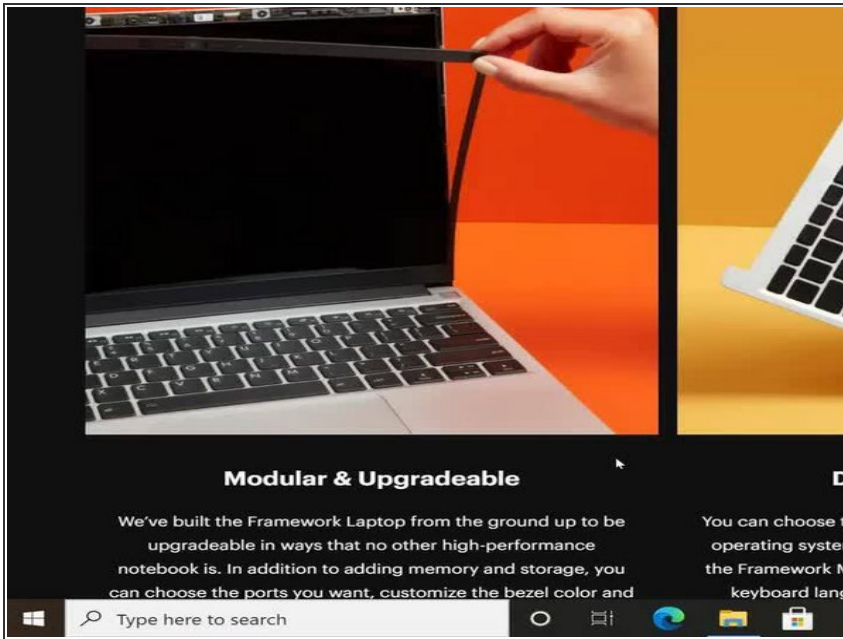 Modular & Upgradeable
We've built the Framework Laptop from the ground up to be
upgradeable in ways that no other high-performance
notebook is. In addition to adding memory and storage, you
can choose the ports you want, customize the bezel color and
D
You can choose t
operating system
the Framework M
keyboard lang
Type here to search